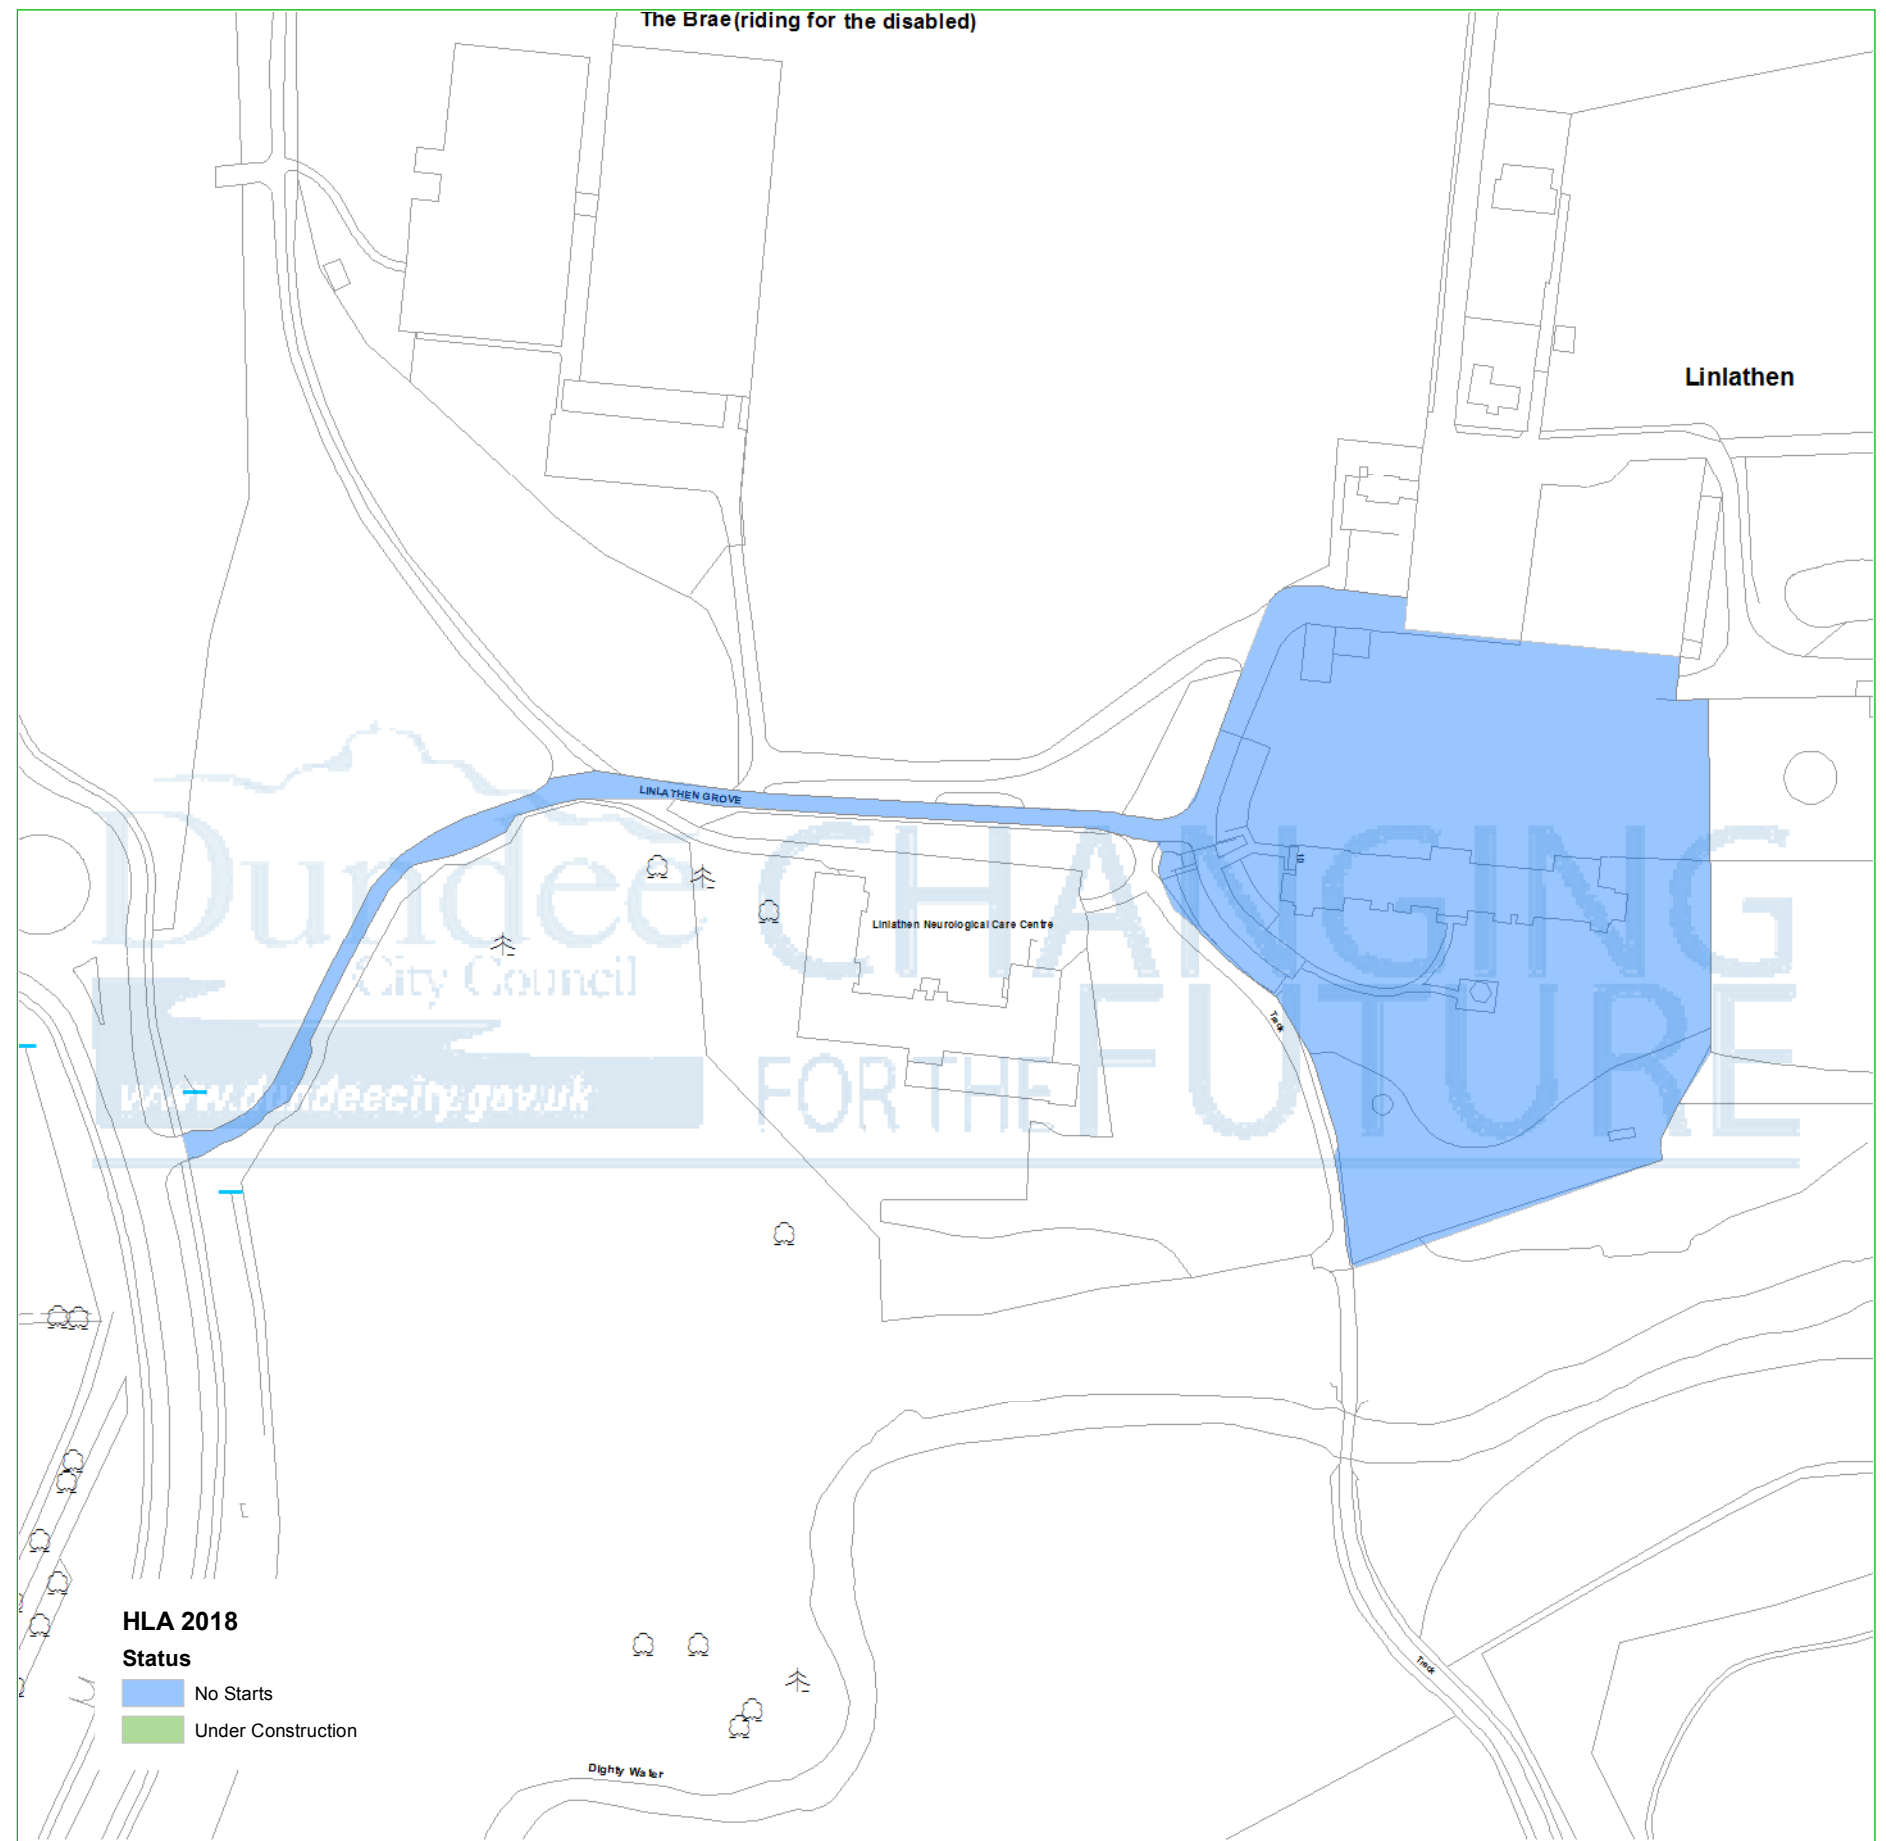 The Brae (riding for the disabled)
Linlathen
LINLATHEN GROVE
10
Dundee
City Council
www.dundeecity.gov.uk
CHANGING
FOR THE FUTURE
Linlathen Neurological Care Centre
Track
HLA 2018
Status
No Starts
Under Construction
Track
Dighty Water